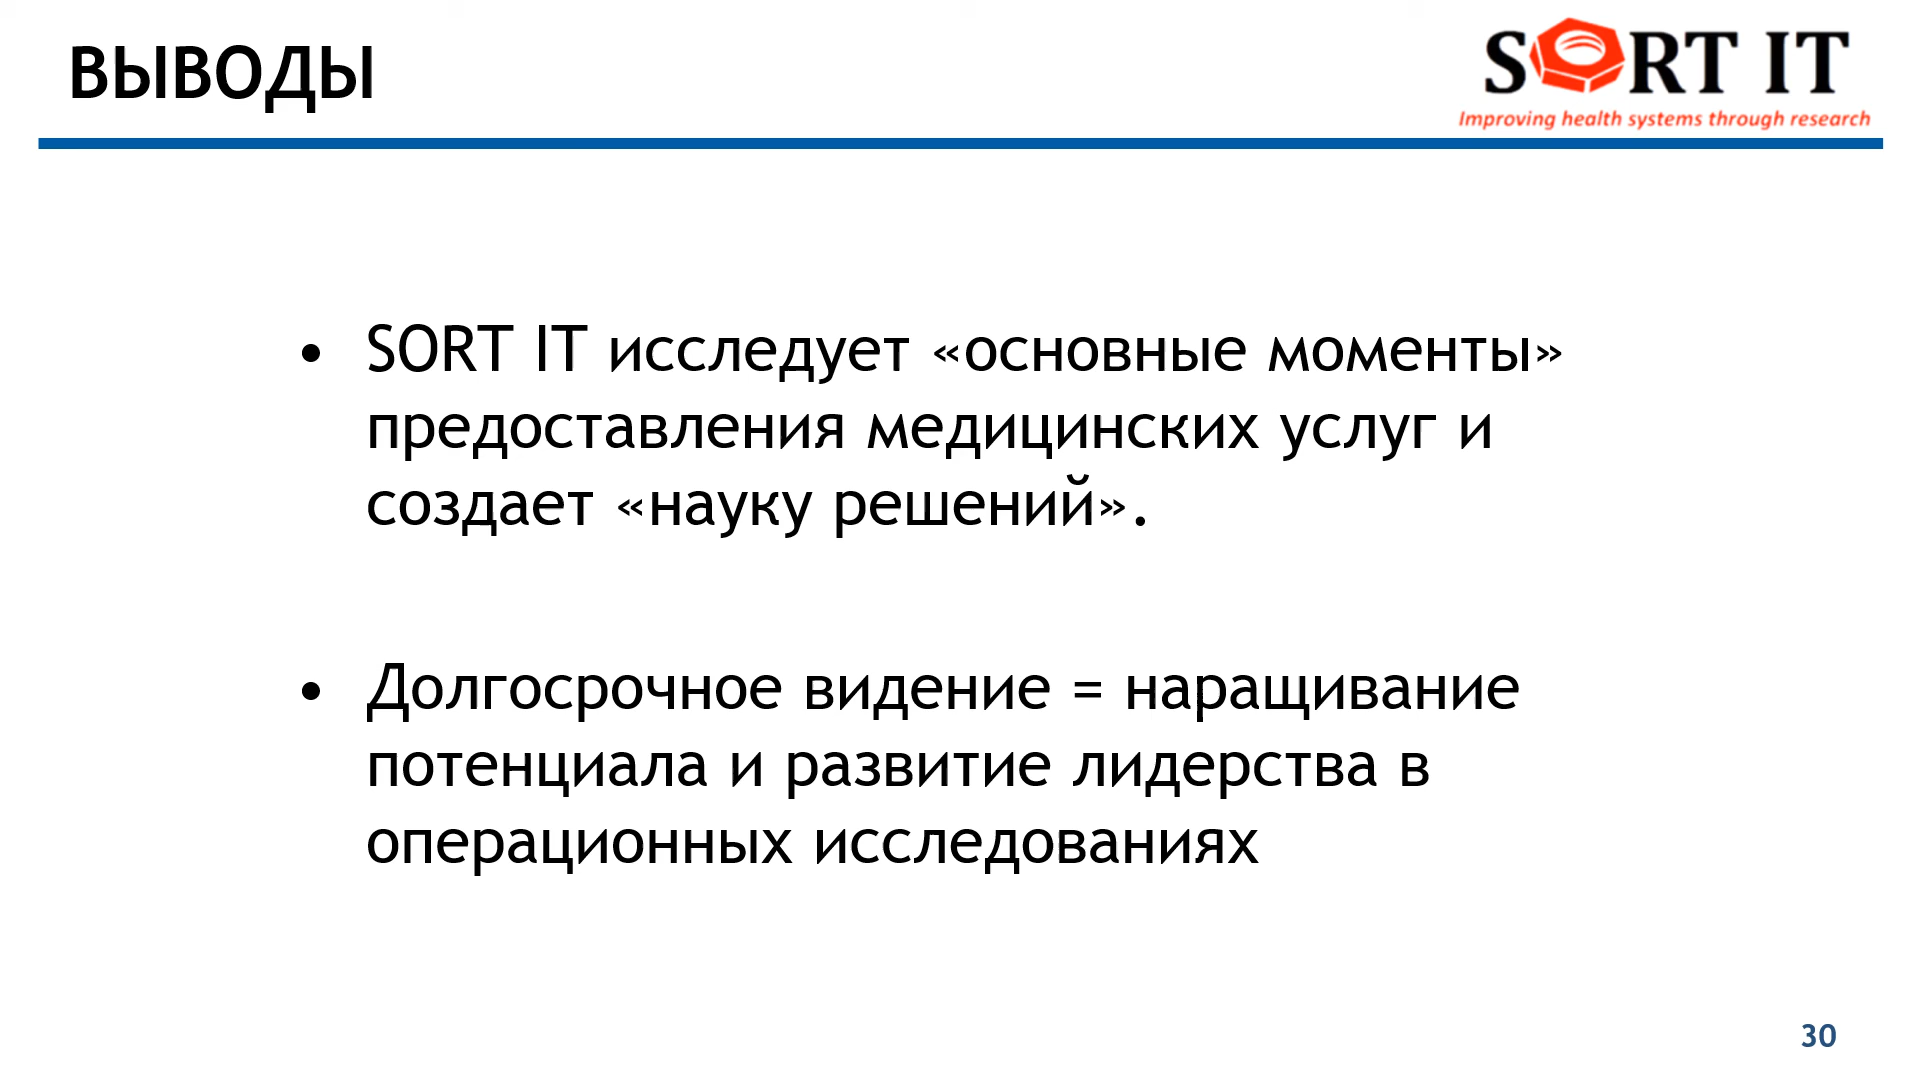 ВЫВОДЫ
SORT IT
Improving health systems through research
• SORT IT исследует «основные моменты»
предоставления медицинских услуг и
создает «науку решений».
• Долгосрочное видение = наращивание
потенциала и развитие лидерства в
операционных исследованиях
30